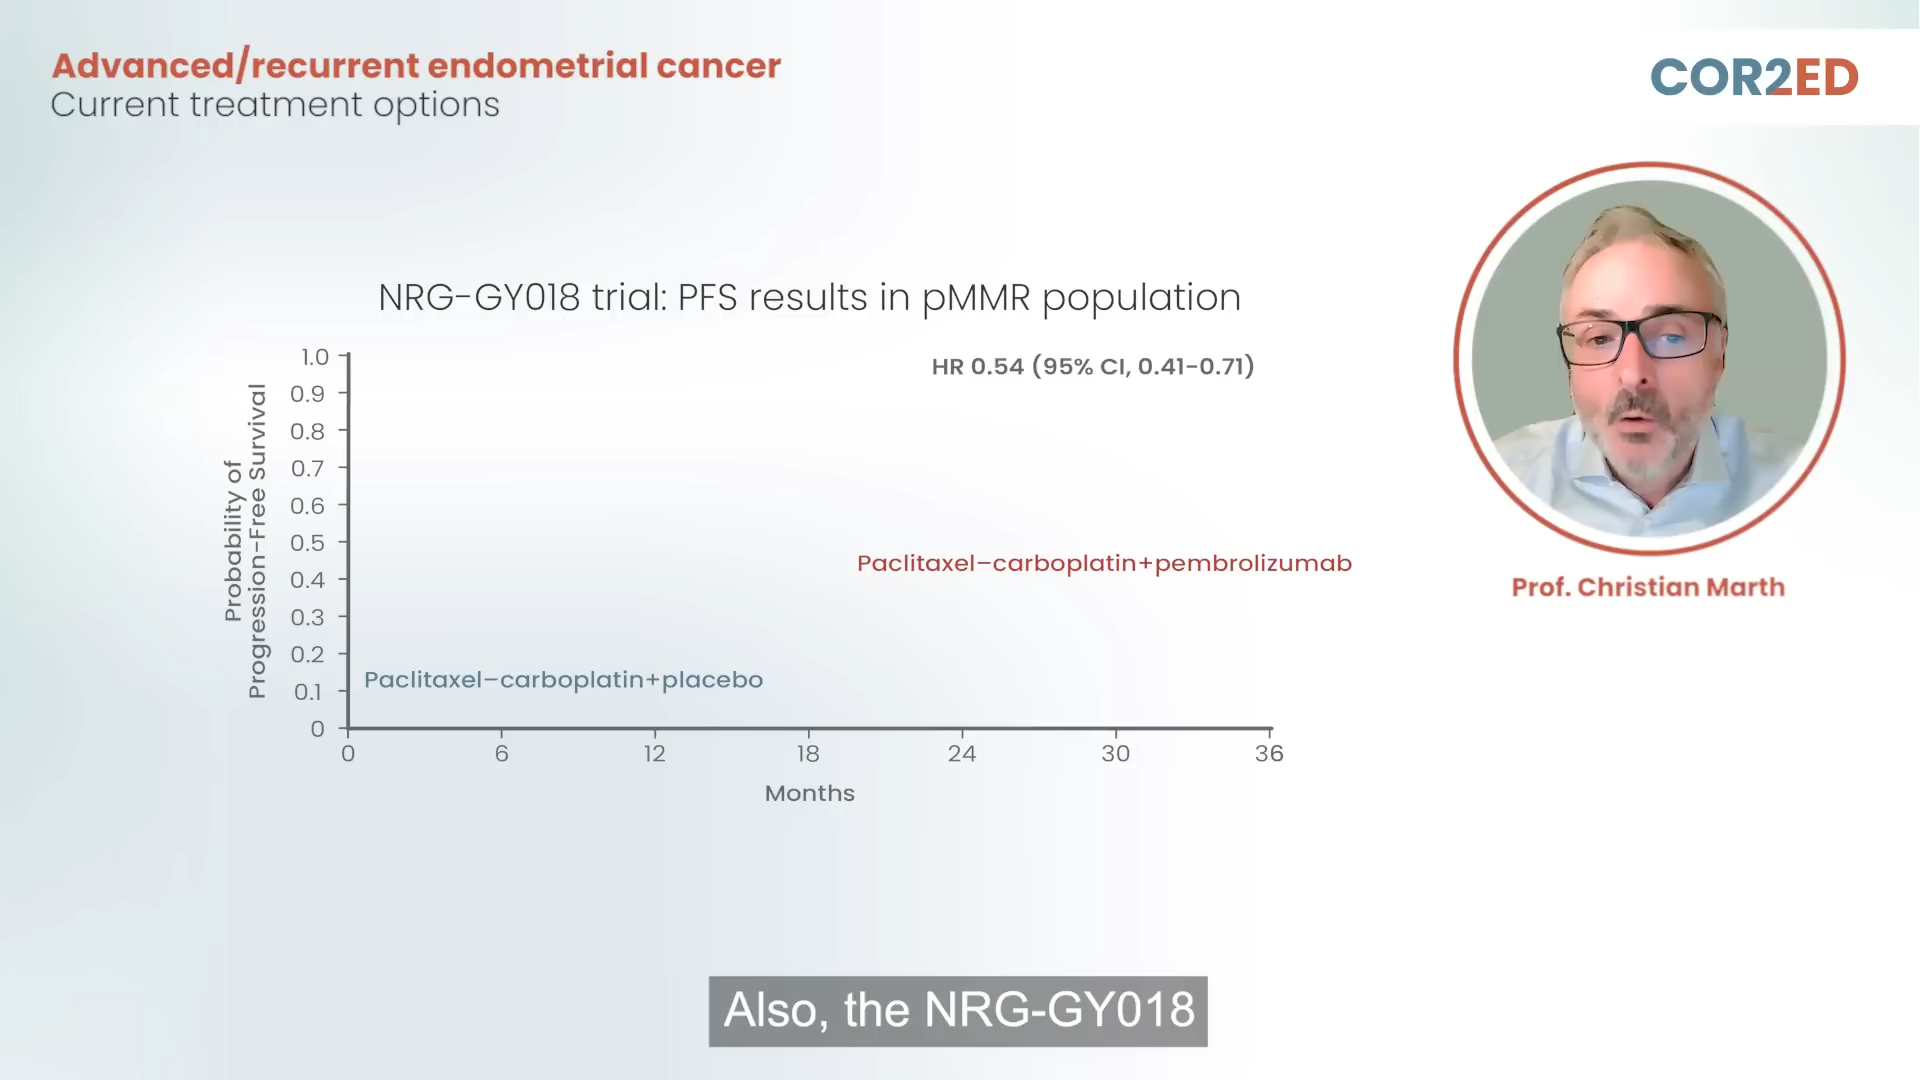 Advanced/recurrent endometrial cancer
Current treatment options
COR2ED
NRG-GY018 trial: PFS results in pMMR population
HR 0.54 (95% CI, 0.41-0.71)
Probability of
Progression-Free Survival
1.0
0.9
0.8
0.7
0.6
0.5
0.4
0.3
0.2
0.1
0
Paclitaxel–carboplatin+pembrolizumab
Paclitaxel–carboplatin+placebo
0 6 12 18 24 30 36
Months
Prof. Christian Marth
Also, the NRG-GY018